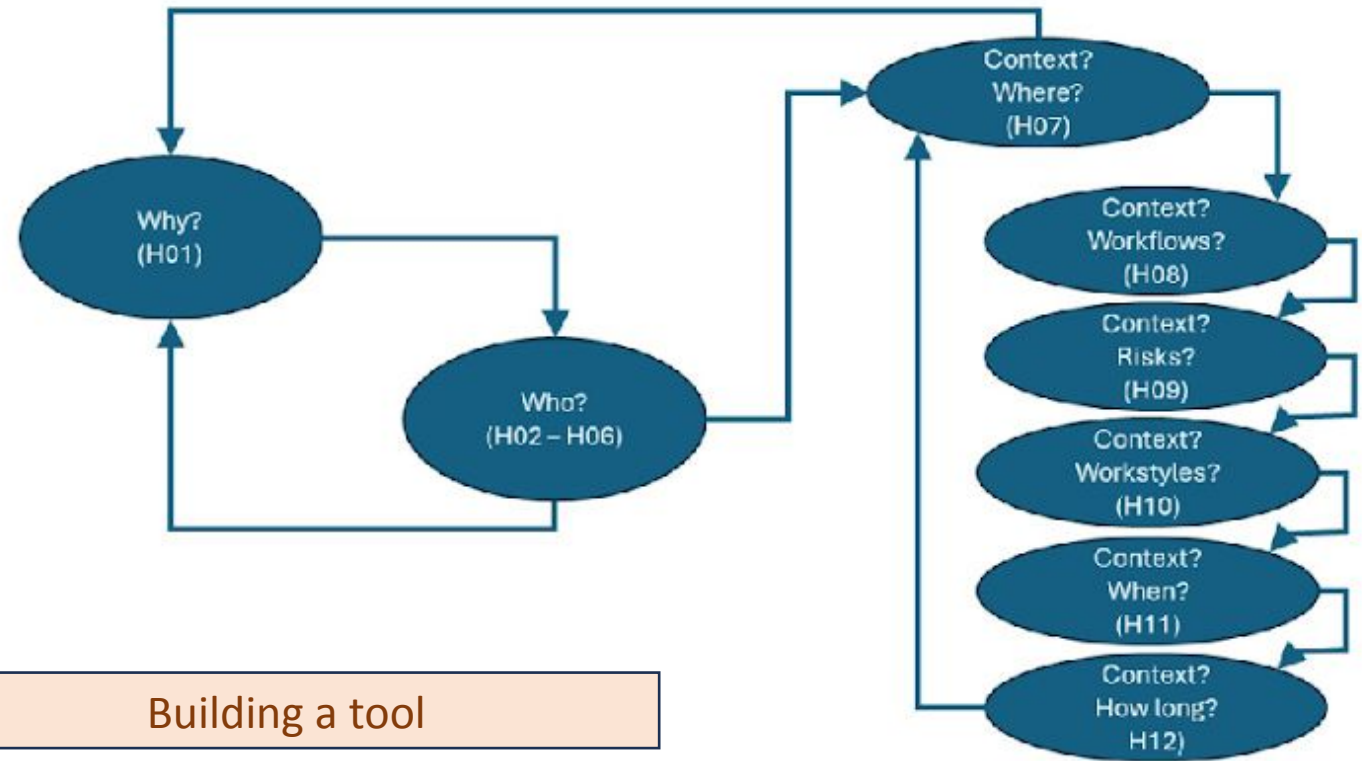 Why?
(H01)
Who?
(H02 – H06)
Context?
Where?
(H07)
Context?
Workflows?
(H08)
Context?
Risks?
(H09)
Context?
Workstyles?
(H10)
Context?
When?
(H11)
Context?
How long?
H12)
Building a tool